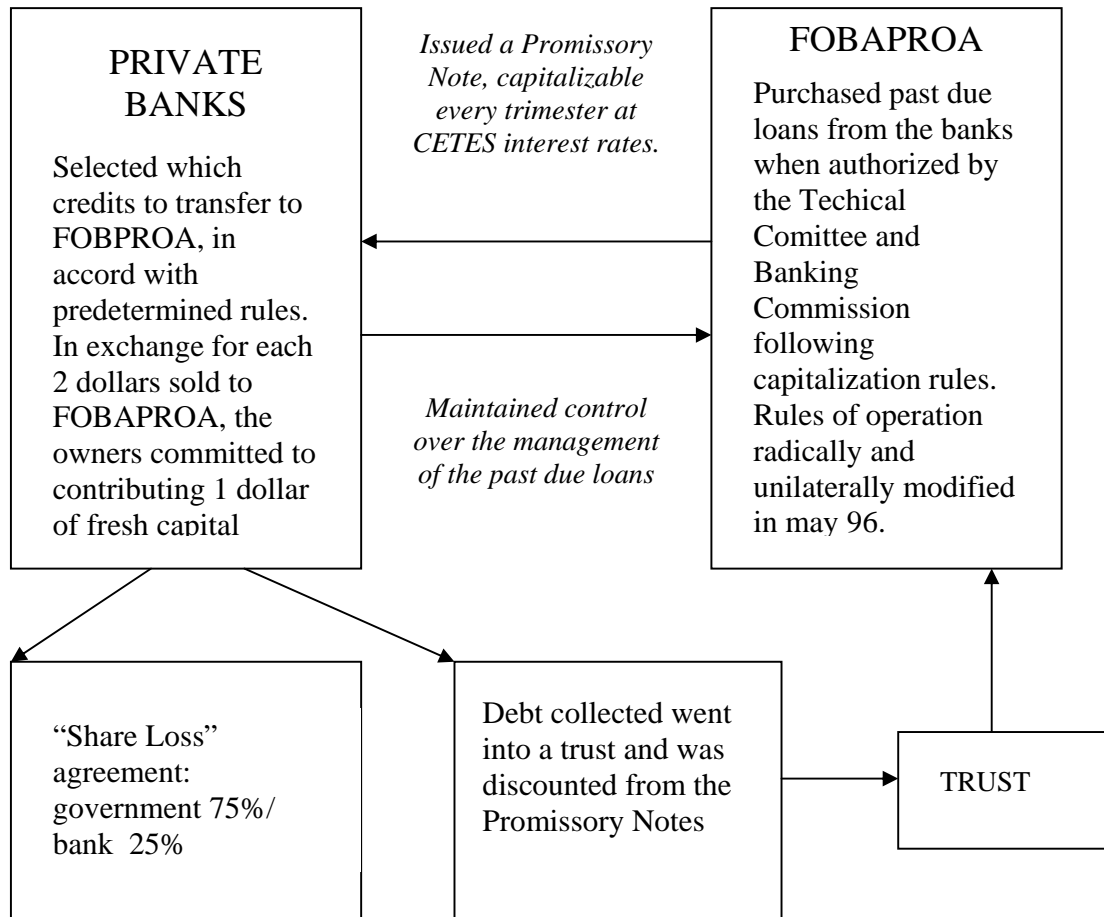 PRIVATE
BANKS
Selected which
credits to transfer to
FOBPROA, in
accord with
predetermined rules.
In exchange for each
2 dollars sold to
FOBAPROA, the
owners committed to
contributing 1 dollar
of fresh capital
Issued a Promissory
Note, capitalizable
every trimester at
CETES interest rates.
Maintained control
over the management
of the past due loans
FOBAPROA
Purchased past due
loans from the banks
when authorized by
the Techical
Comittee and
Banking
Commission
following
capitalization rules.
Rules of operation
radically and
unilaterally modified
in may 96.
“Share Loss”
agreement:
government 75%/
bank 25%
Debt collected went
into a trust and was
discounted from the
Promissory Notes
TRUST